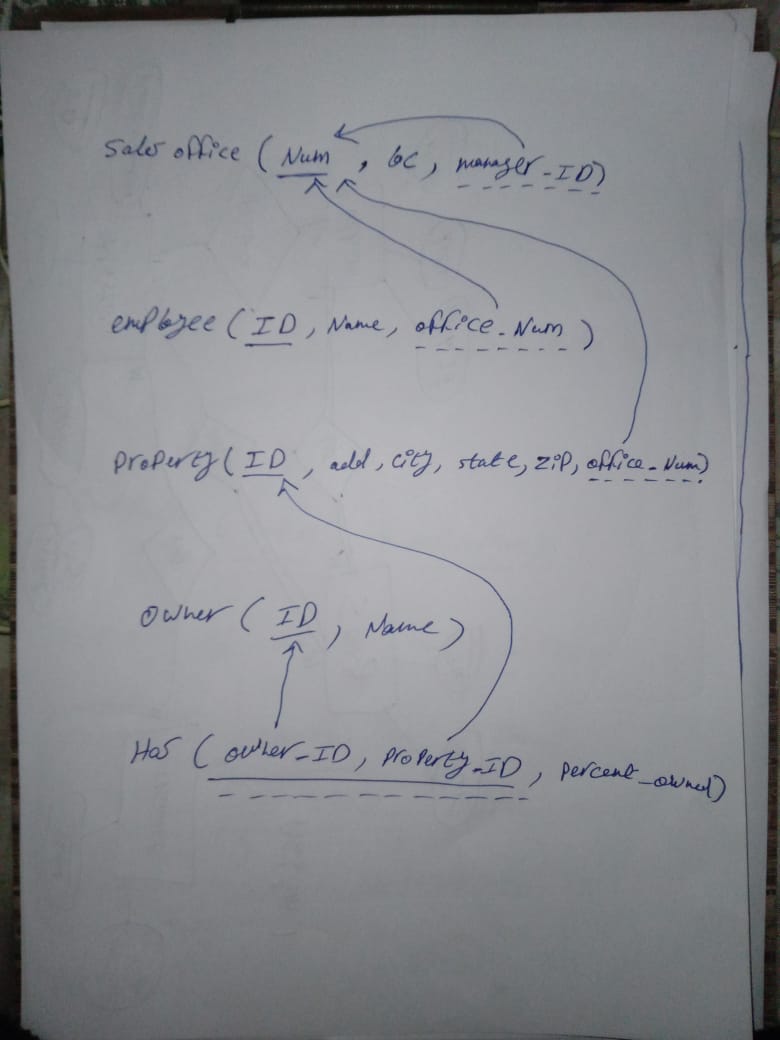 Sales office ( Num , loc, manager_ID)
employee ( ID , Name, office_Num )
Property ( ID , add, city, state, ZiP, office_Num)
Owner ( ID , Name )
Has ( owner_ID, Property_ID , Percent_owned)